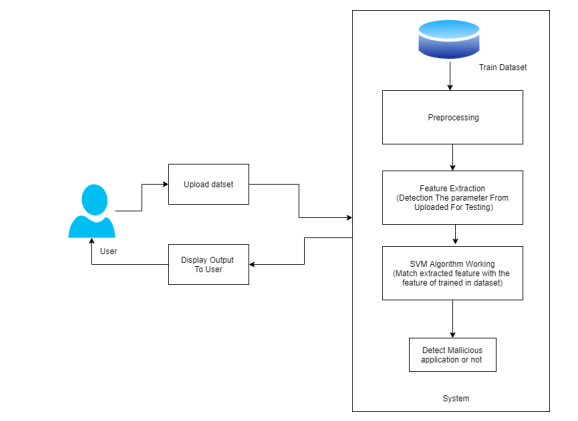 Train Dataset
Preprocessing
Feature Extraction
(Detection The parameter From
Uploaded For Testing)
Upload datset
User
Display Output
To User
SVM Algorithm Working
(Match extracted feature with the
feature of trained in dataset)
Detect Mallicious
application or not
System